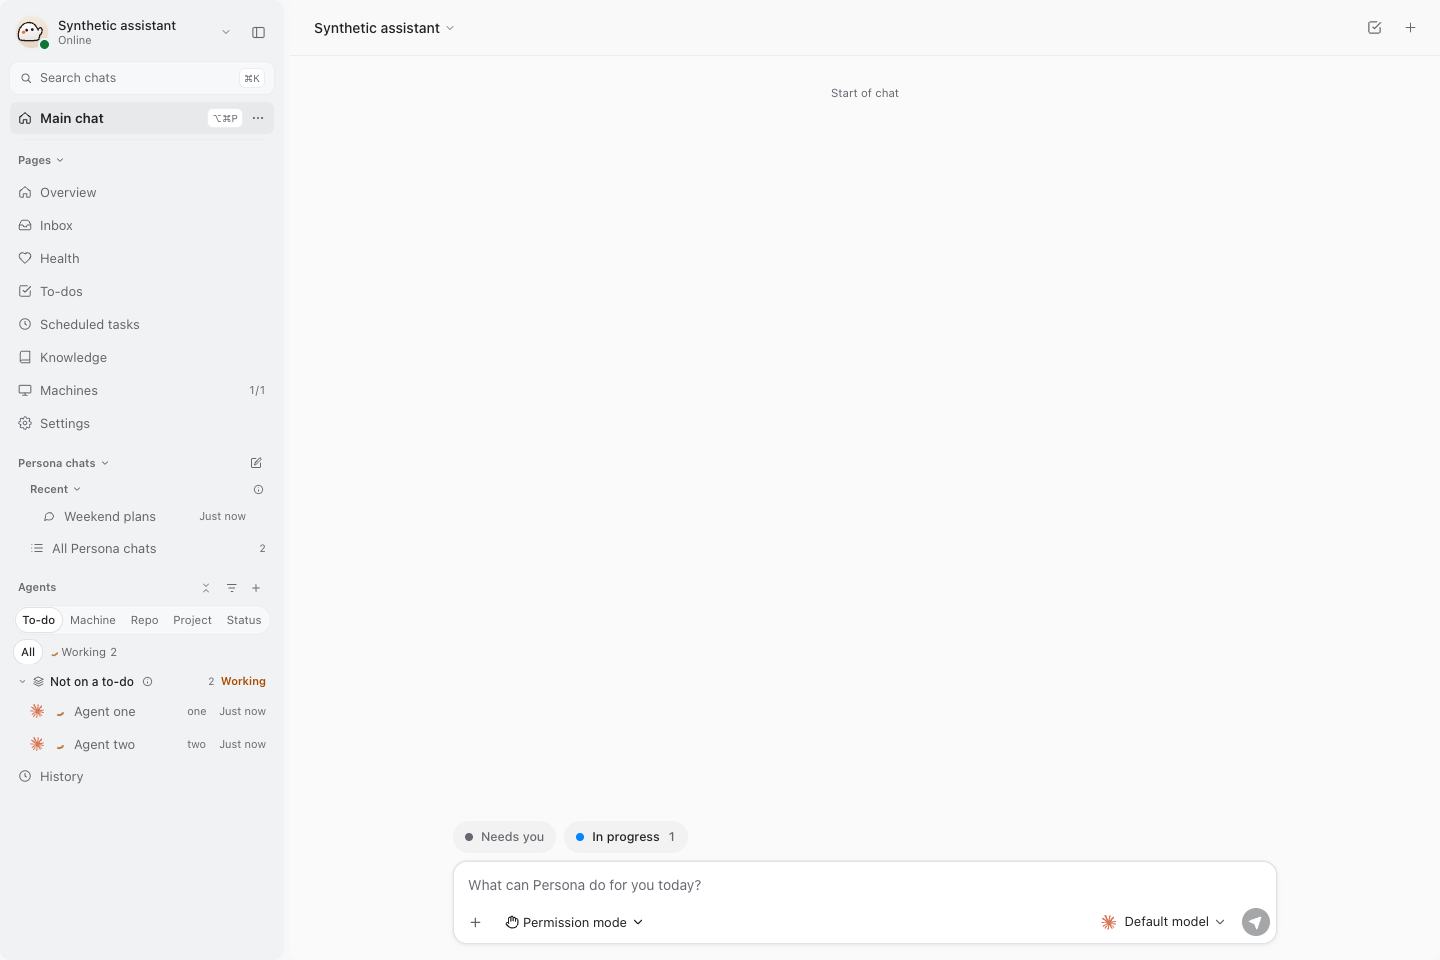 Synthetic assistant
Online
Search chats ⌘K
Main chat ⌥⌘P
Pages
Overview
Inbox
Health
To-dos
Scheduled tasks
Knowledge
Machines 1/1
Settings
Persona chats
Recent
Weekend plans Just now
All Persona chats 2
Agents
To-do Machine Repo Project Status
All Working 2
Not on a to-do 2 Working
Agent one one Just now
Agent two two Just now
History
Synthetic assistant
Start of chat
Needs you In progress 1
What can Persona do for you today?
Permission mode Default model